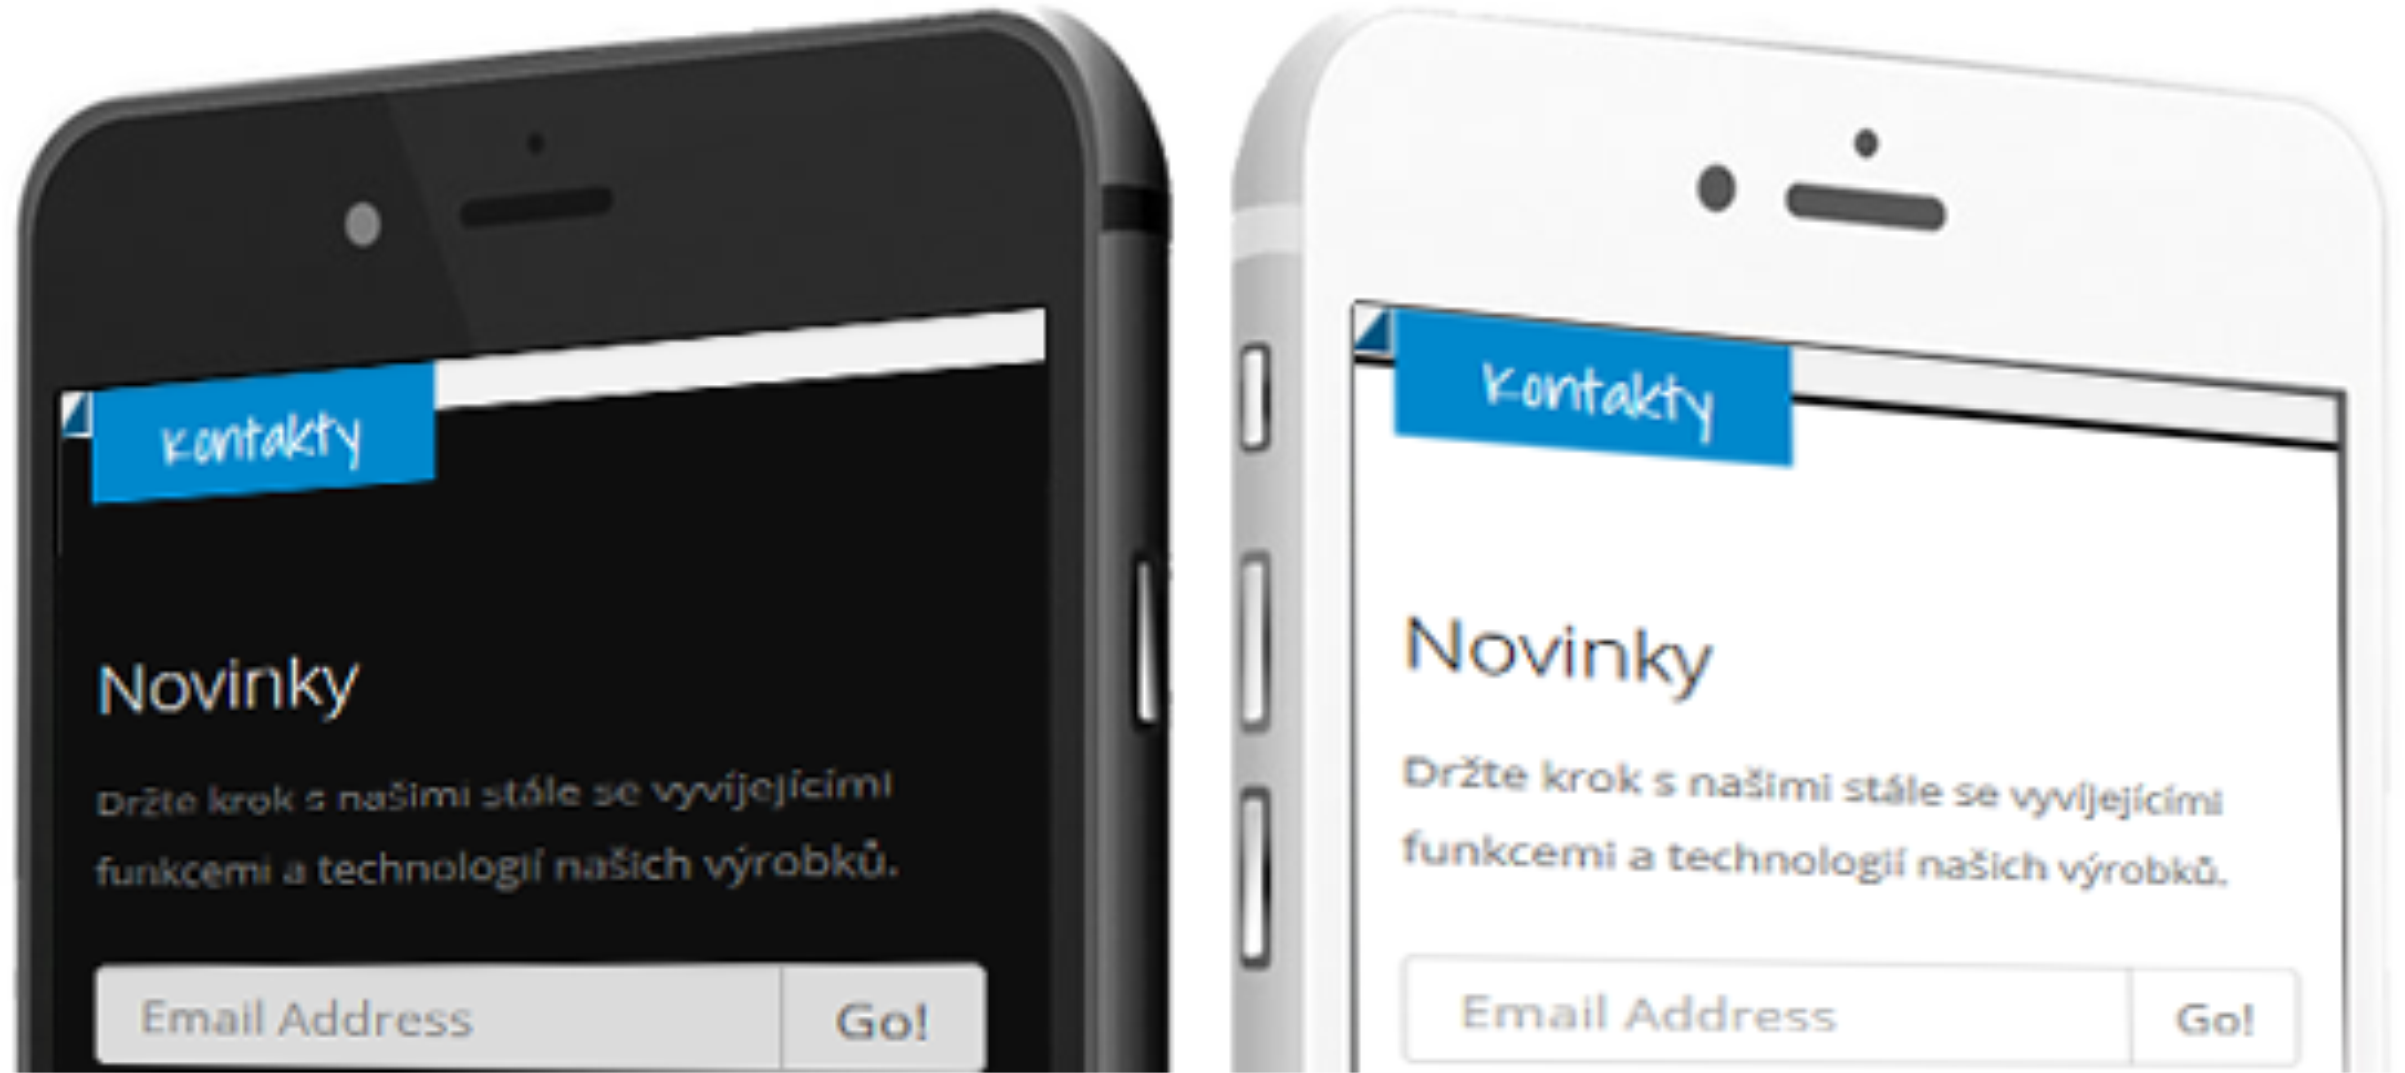 Kontakty
Novinky
Držte krok s našimi stále se vyvíjejícími
funkcemi a technologií našich výrobků.
Email Address
Go!
Kontakty
Novinky
Držte krok s našimi stále se vyvíjejícími
funkcemi a technologií našich výrobků.
Email Address
Go!